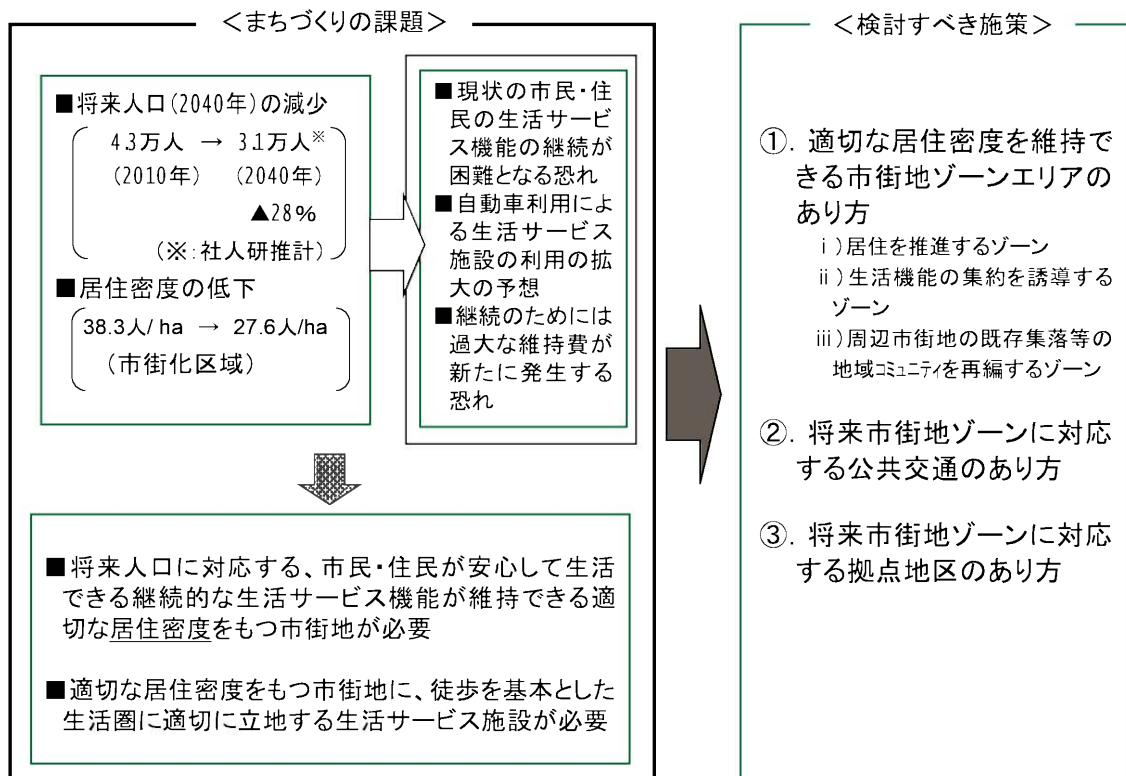 ＜まちづくりの課題＞
■将来人口(2040年)の減少
4.3万人 → 3.1万人※
(2010年) (2040年)
▲28%
(※:社人研推計)
■居住密度の低下
38.3人/ ha → 27.6人/ha
(市街化区域)
■現状の市民・住
民の生活サービ
ス機能の継続が
困難となる恐れ
■自動車利用によ
る生活サービス
施設の利用の拡
大の予想
■継続のためには
過大な維持費が
新たに発生する
恐れ
■将来人口に対応する、市民・住民が安心して生活
できる継続的な生活サービス機能が維持できる適
切な居住密度をもつ市街地が必要
■適切な居住密度をもつ市街地に、徒歩を基本とした
生活圏に適切に立地する生活サービス施設が必要
＜検討すべき施策＞
①. 適切な居住密度を維持で
きる市街地ゾーンエリアの
あり方
ⅰ)居住を推進するゾーン
ⅱ)生活機能の集約を誘導する
ゾーン
ⅲ)周辺市街地の既存集落等の
地域コミュニティを再編するゾーン
②. 将来市街地ゾーンに対応
する公共交通のあり方
③. 将来市街地ゾーンに対応
する拠点地区のあり方